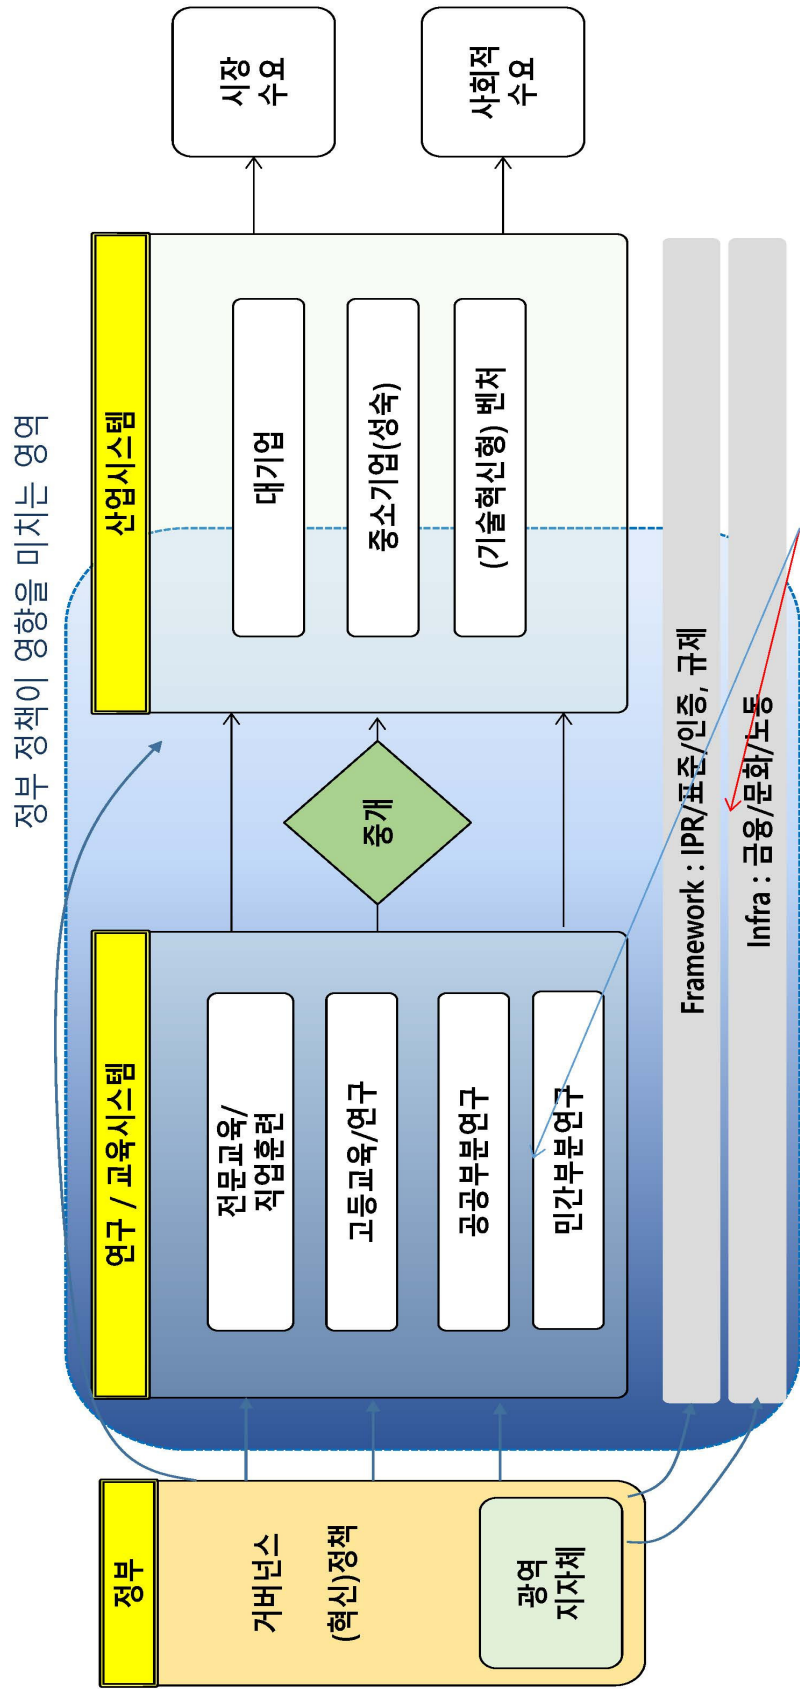 정부 정책이 영향을 미치는 영역
정부
거버넌스
(혁신)정책
광역
지자체
연구 / 교육시스템
전문교육/
직업훈련
고등교육/연구
공공부분연구
민간부분연구
중개
산업시스템
대기업
중소기업(성숙)
(기술혁신형) 벤처
시장
수요
사회적
수요
Framework : IPR/표준/인증, 규제
Infra : 금융/문화/노동